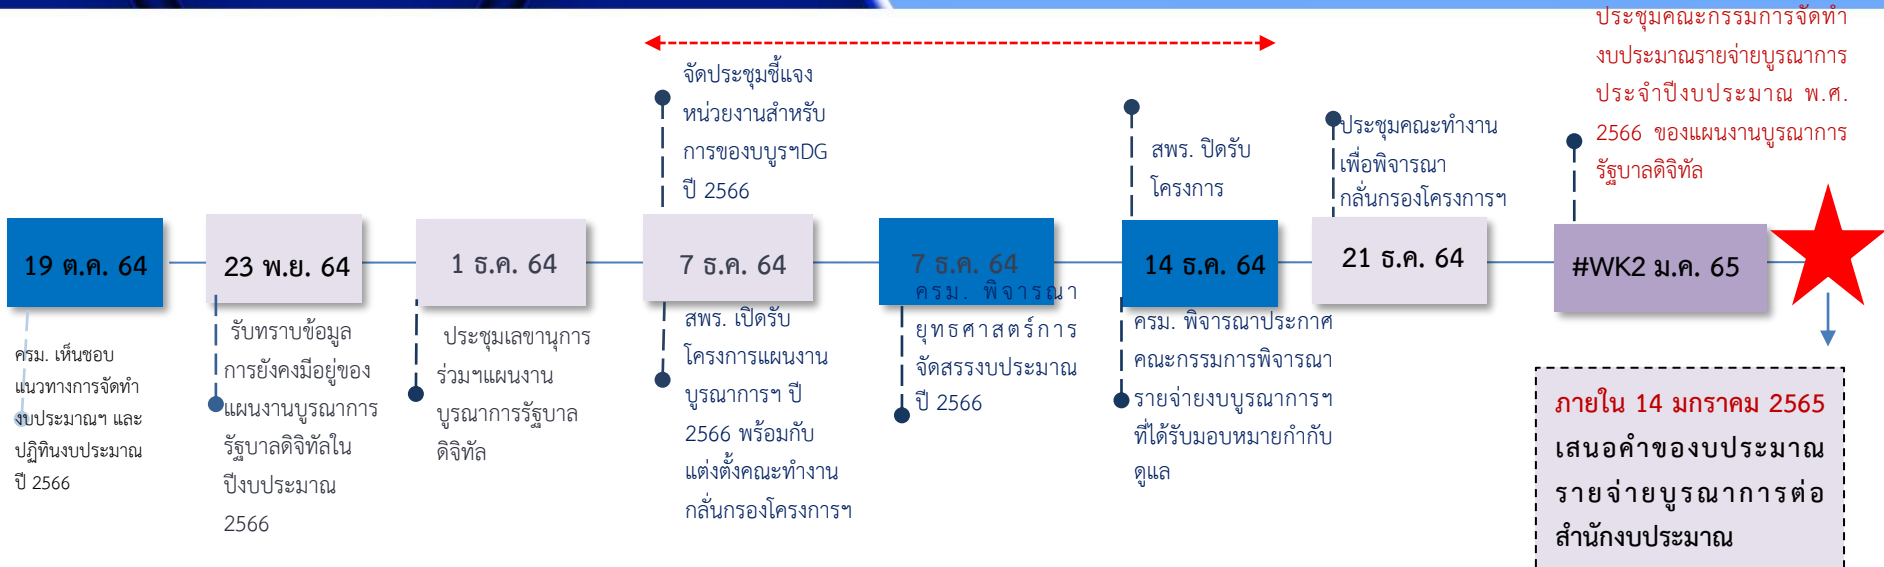 ประชุมคณะกรรมการจัดทำ
งบประมาณรายจ่ายบูรณาการ
ประจำปีงบประมาณ พ.ศ.
2566 ของแผนงานบูรณาการ
รัฐบาลดิจิทัล
จัดประชุมชี้แจง
หน่วยงานสำหรับ
การของบบูรฯDG
ปี 2566
สพร. ปิดรับ
โครงการ
ประชุมคณะทำงาน
เพื่อพิจารณา
กลั่นกรองโครงการฯ
19 ต.ค. 64
23 พ.ย. 64
1 ธ.ค. 64
7 ธ.ค. 64
7 ธ.ค. 64
14 ธ.ค. 64
21 ธ.ค. 64
#WK2 ม.ค. 65
ครม. เห็นชอบ
แนวทางการจัดทำ
งบประมาณฯ และ
ปฏิทินงบประมาณ
ปี 2566
รับทราบข้อมูล
การยังคงมีอยู่ของ
แผนงานบูรณาการ
รัฐบาลดิจิทัลใน
ปีงบประมาณ
2566
ประชุมเลขานุการ
ร่วมฯแผนงาน
บูรณาการรัฐบาล
ดิจิทัล
สพร. เปิดรับ
โครงการแผนงาน
บูรณาการฯ ปี
2566 พร้อมกับ
แต่งตั้งคณะทำงาน
กลั่นกรองโครงการฯ
ครม. พิจารณา
ยุทธศาสตร์การ
จัดสรรงบประมาณ
ปี 2566
ครม. พิจารณาประกาศ
คณะกรรมการพิจารณา
รายจ่ายงบบูรณาการฯ
ที่ได้รับมอบหมายกำกับ
ดูแล
ภายใน 14 มกราคม 2565
เสนอคำของบประมาณ
รายจ่ายบูรณาการต่อ
สำนักงบประมาณ